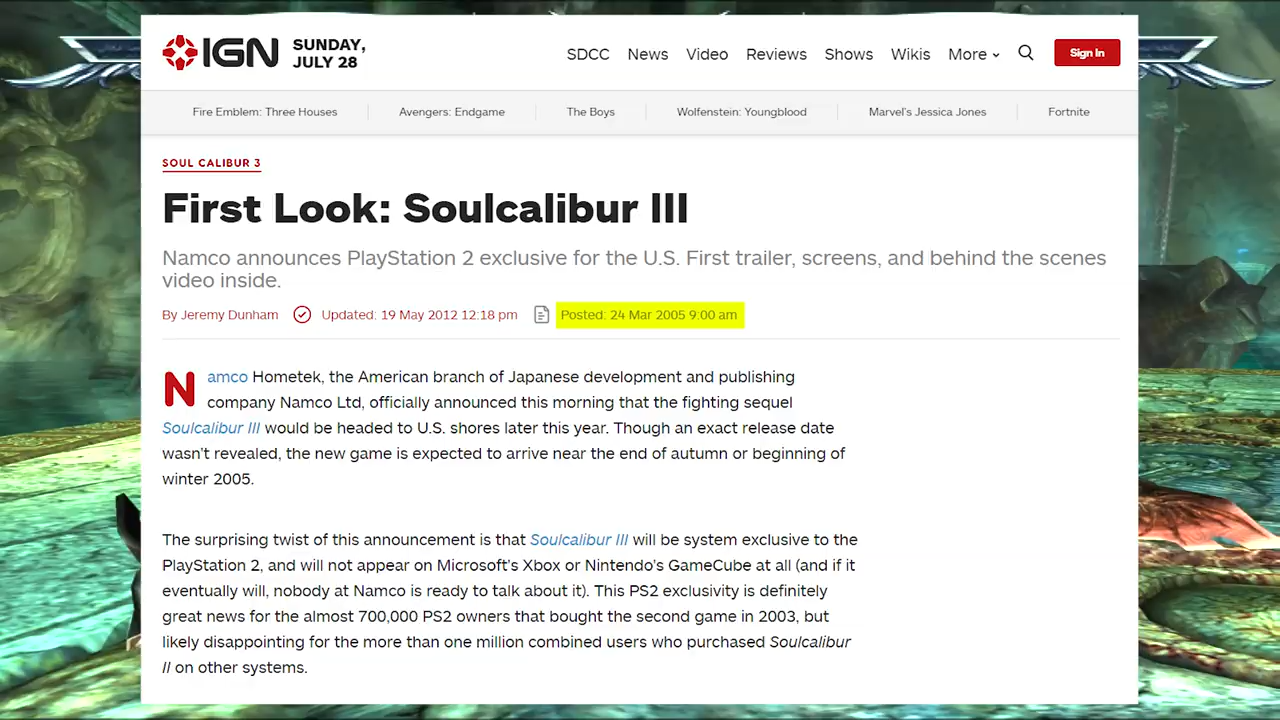 IGN SUNDAY, JULY 28
SDCC News Video Reviews Shows Wikis More Sign In
Fire Emblem: Three Houses Avengers: Endgame The Boys Wolfenstein: Youngblood Marvel's Jessica Jones Fortnite
SOUL CALIBUR 3
First Look: Soulcalibur III
Namco announces PlayStation 2 exclusive for the U.S. First trailer, screens, and behind the scenes
video inside.
By Jeremy Dunham Updated: 19 May 2012 12:18 pm Posted: 24 Mar 2005 9:00 am
Namco Hometek, the American branch of Japanese development and publishing
company Namco Ltd, officially announced this morning that the fighting sequel
Soulcalibur III would be headed to U.S. shores later this year. Though an exact release date
wasn't revealed, the new game is expected to arrive near the end of autumn or beginning of
winter 2005.
The surprising twist of this announcement is that Soulcalibur III will be system exclusive to the
PlayStation 2, and will not appear on Microsoft's Xbox or Nintendo's GameCube at all (and if it
eventually will, nobody at Namco is ready to talk about it). This PS2 exclusivity is definitely
great news for the almost 700,000 PS2 owners that bought the second game in 2003, but
likely disappointing for the more than one million combined users who purchased Soulcalibur
II on other systems.